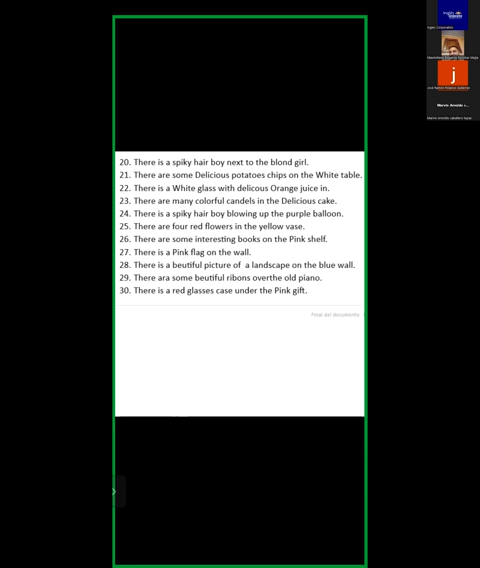 20. There is a spiky hair boy next to the blond girl.
21. There are some Delicious potatoes chips on the White table.
22. There is a White glass with delicous Orange juice in.
23. There are many colorful candels in the Delicious cake.
24. There is a spiky hair boy blowing up the purple balloon.
25. There are four red flowers in the yellow vase.
26. There are some interesting books on the Pink shelf.
27. There is a Pink flag on the wall.
28. There is a beutiful picture of a landscape on the blue wall.
29. There ara some beutiful ribons overthe old piano.
30. There is a red glasses case under the Pink gift.
Final del documento
j
Marvin Arnoldo c...